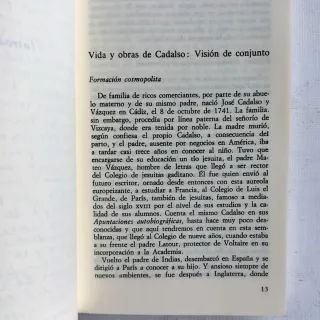 Vida y obras de Cadalso: Visión de conjunto
Formación cosmopolita
De familia de ricos comerciantes, por parte de su abue-
lo materno y de su mismo padre, nació José Cadalso y
Vázquez en Cádiz, el 8 de octubre de 1741. La familia,
sin embargo, procedía por línea paterna del señorío de
Vizcaya, donde era tenida por noble. La madre murió,
según confiesa el propio Cadalso, a consecuencia del
parto, y el padre, ausente por negocios en América, iba
a tardar casi trece años en conocer al niño. Tuvo que
encargarse de su educación un tío jesuita, el padre Ma-
teo Vázquez, hombre de letras que llegó a ser rector
del Colegio de jesuitas gaditano. Él fue quien envió al
futuro escritor, oreado desde entonces con esta aureola
europeizante, a estudiar a Francia, al Colegio de Luis el
Grande, de París, también de jesuitas, famoso a media-
dos del siglo XVIII por el nivel de sus estudios y la cali-
dad de sus alumnos. Cuenta el mismo Cadalso en sus
Apuntaciones autobiográficas, hasta hace muy poco des-
conocidas y que aquí tendremos en cuenta en esta sem-
blanza, que llegó al Colegio de nueve años, cuando estaba
a su frente el padre Latour, protector de Voltaire en su
incorporación a la Academia.
Vuelto el padre de Indias, desembarcó en España y se
dirigió a París a conocer a su hijo. Y ansioso siempre de
nuevos ambientes, se fue después a Inglaterra, donde
13